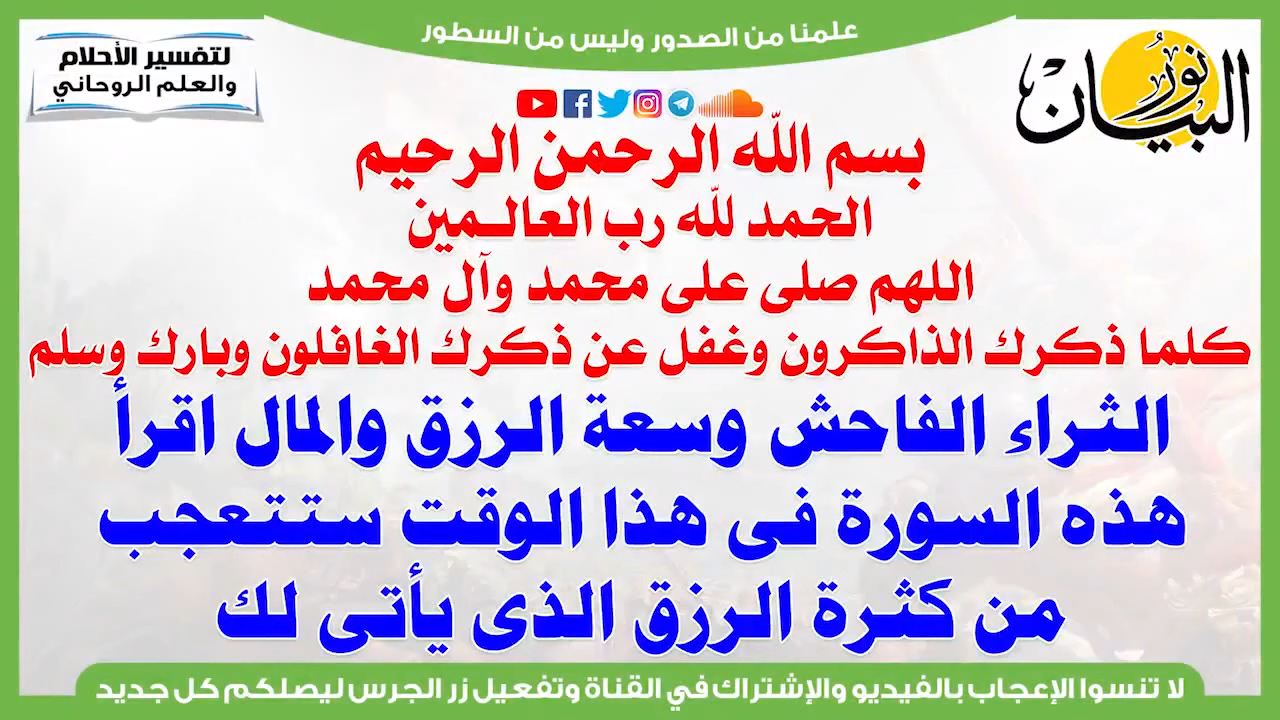 علمنا من الصدور وليس من السطور
نور البيان
لتفسير الأحلام
والعلم الروحاني
بسم الله الرحمن الرحيم
الحمد لله رب العالـمين
اللهم صلى على محمد وآل محمد
كلما ذكرك الذاكرون وغفل عن ذكرك الغافلون وبارك وسلم
الثراء الفاحش وسعة الرزق والمال اقرأ
هذه السورة فى هذا الوقت ستتعجب
من كثرة الرزق الذى يأتى لك
لا تنسوا الإعجاب بالفيديو والإشتراك في القناة وتفعيل زر الجرس ليصلكم كل جديد